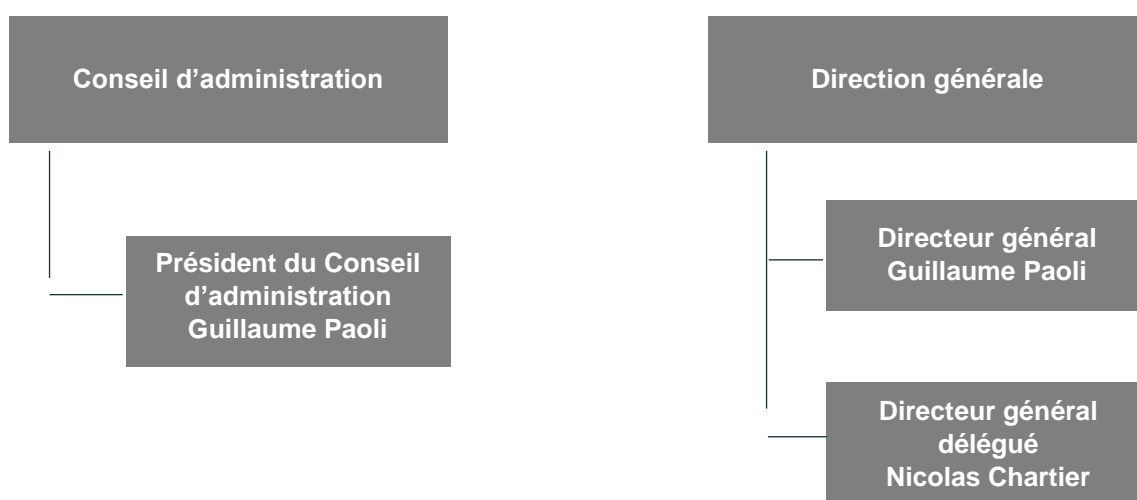 Conseil d’administration
Direction générale
Président du Conseil
d’administration
Guillaume Paoli
Directeur général
Guillaume Paoli
Directeur général
délégué
Nicolas Chartier